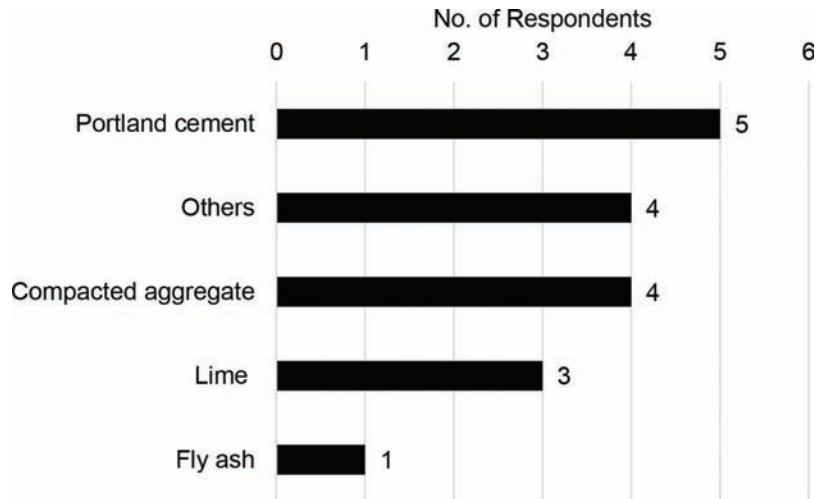 No. of Respondents
0 1 2 3 4 5 6
Portland cement 5
Others 4
Compacted aggregate 4
Lime 3
Fly ash 1